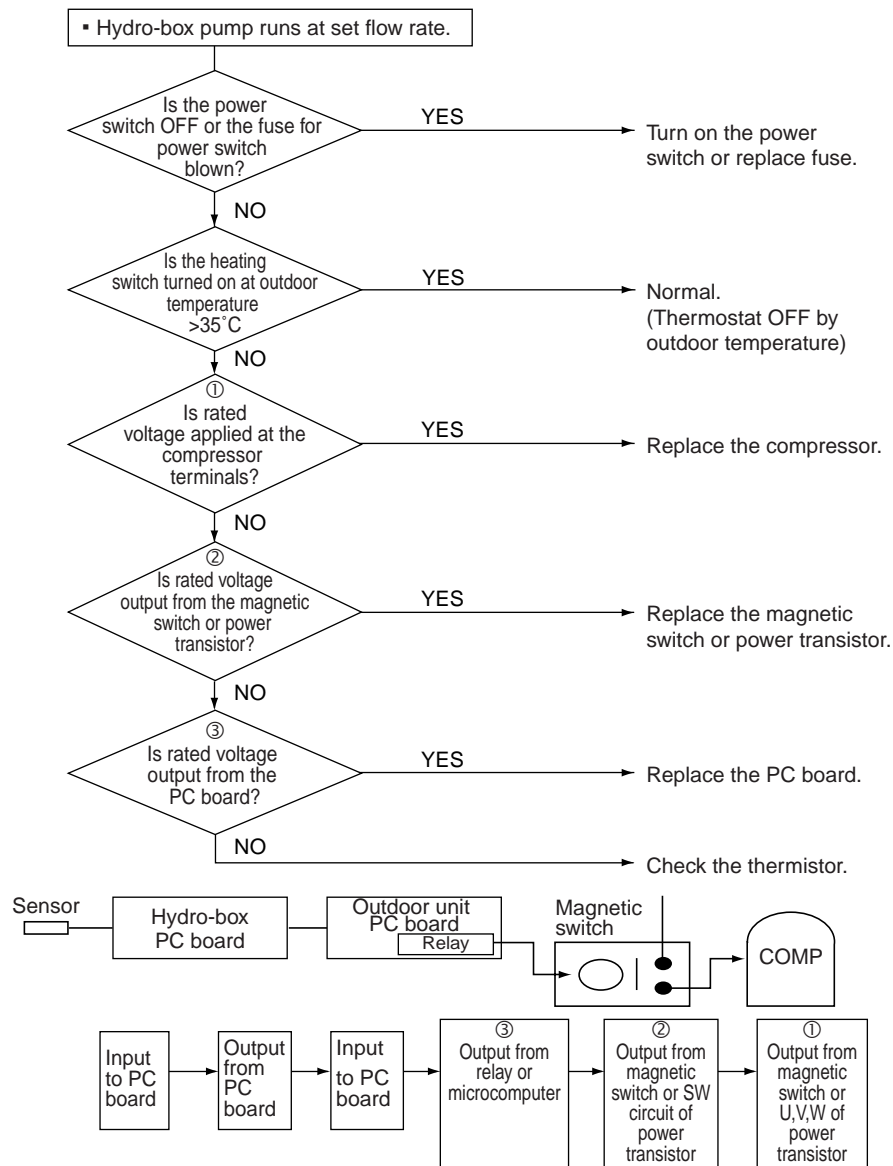 ▪ Hydro-box pump runs at set flow rate.
Is the power
switch OFF or the fuse for
power switch
blown?
YES
Turn on the power
switch or replace fuse.
NO
Is the heating
switch turned on at outdoor
temperature
>35˚C
YES
Normal.
(Thermostat OFF by
outdoor temperature)
NO
①
Is rated
voltage applied at the
compressor
terminals?
YES
Replace the compressor.
NO
②
Is rated voltage
output from the magnetic
switch or power
transistor?
YES
Replace the magnetic
switch or power transistor.
NO
③
Is rated voltage
output from the
PC board?
YES
Replace the PC board.
NO
Check the thermistor.
Sensor
Hydro-box
PC board
Outdoor unit
PC board
Relay
Magnetic
switch
COMP
Input
to PC
board
Output
from
PC
board
Input
to PC
board
③
Output from
relay or
microcomputer
②
Output from
magnetic
switch or SW
circuit of
power
transistor
①
Output from
magnetic
switch or
U,V,W of
power
transistor